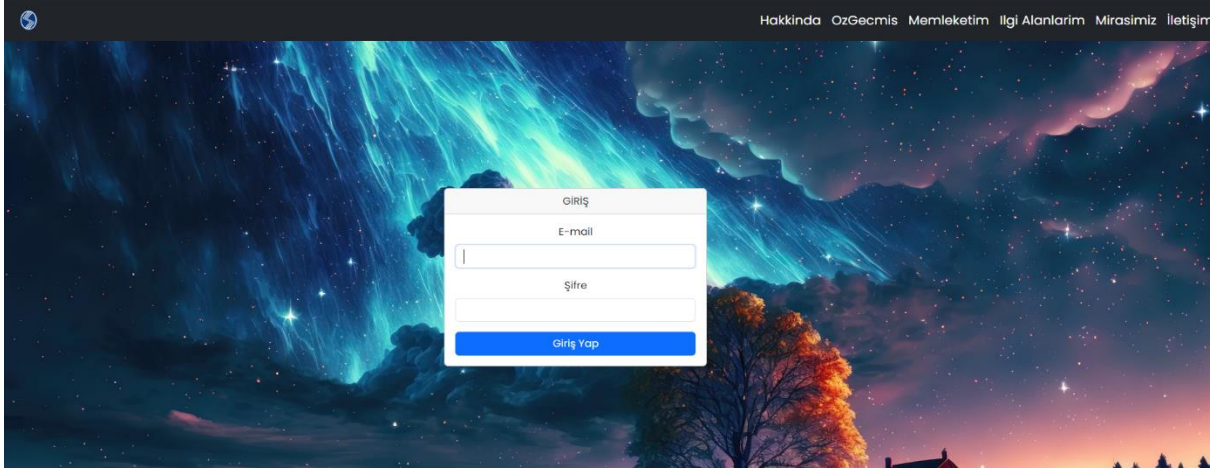 Hakkinda OzGecmis Memleketim Ilgi Alanlarim Mirasimiz İletişim
GİRİŞ
E-mail
Şifre
Giriş Yap